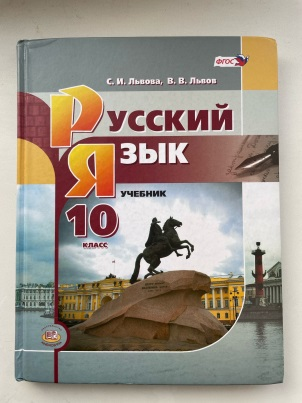 ФГОС
С. И. Львова, В. В. Львов
Русский
Язык
учебник
10
класс